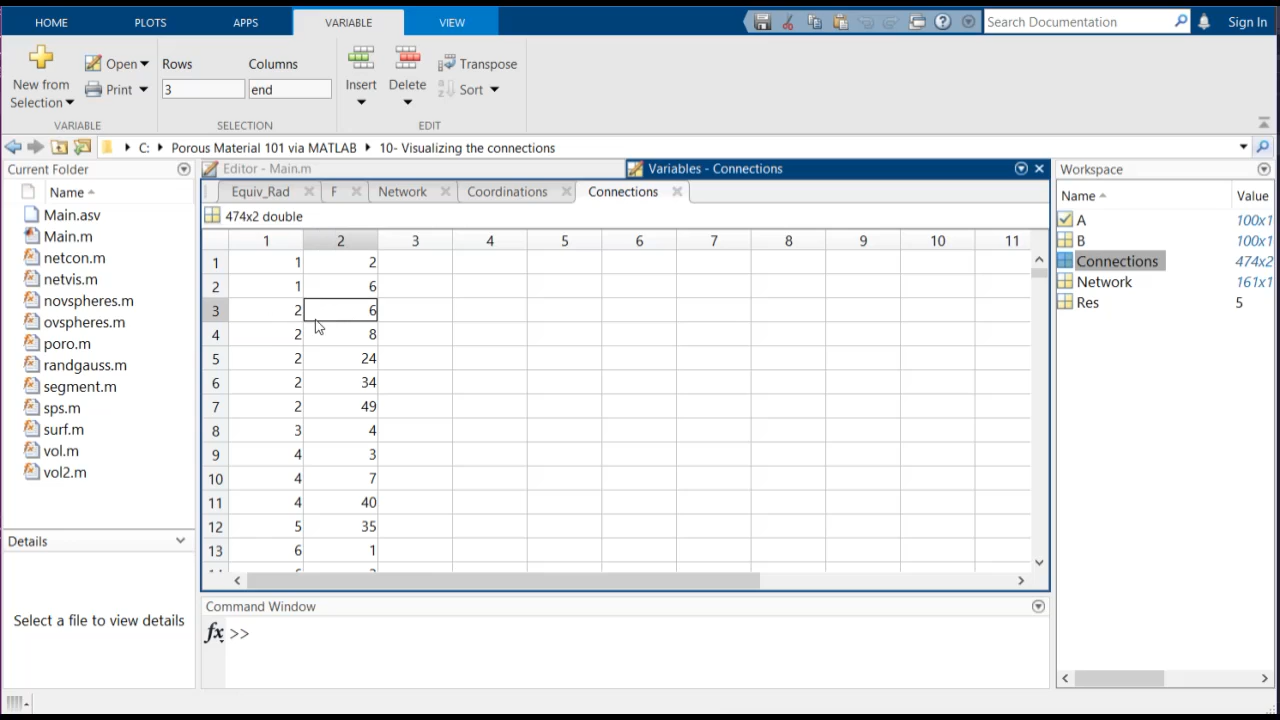 HOME PLOTS APPS VARIABLE VIEW Search Documentation Sign In
New from Selection Open Print Rows Columns Insert Delete Transpose Sort
3 end
VARIABLE SELECTION EDIT
C: Porous Material 101 via MATLAB 10- Visualizing the connections
Current Folder
Name
Main.asv
Main.m
netcon.m
netvis.m
novspheres.m
ovspheres.m
poro.m
randgauss.m
segment.m
sps.m
surf.m
vol.m
vol2.m
Details
Select a file to view details
Editor - Main.m Variables - Connections
Equiv_Rad F Network Coordinations Connections
474x2 double
1 2 3 4 5 6 7 8 9 10 11
1 1 2
2 1 6
3 2 6
4 2 8
5 2 24
6 2 34
7 2 49
8 3 4
9 4 3
10 4 7
11 4 40
12 5 35
13 6 1
Command Window
fx >>
Workspace
Name Value
A 100x1
B 100x1
Connections 474x2
Network 161x1
Res 5